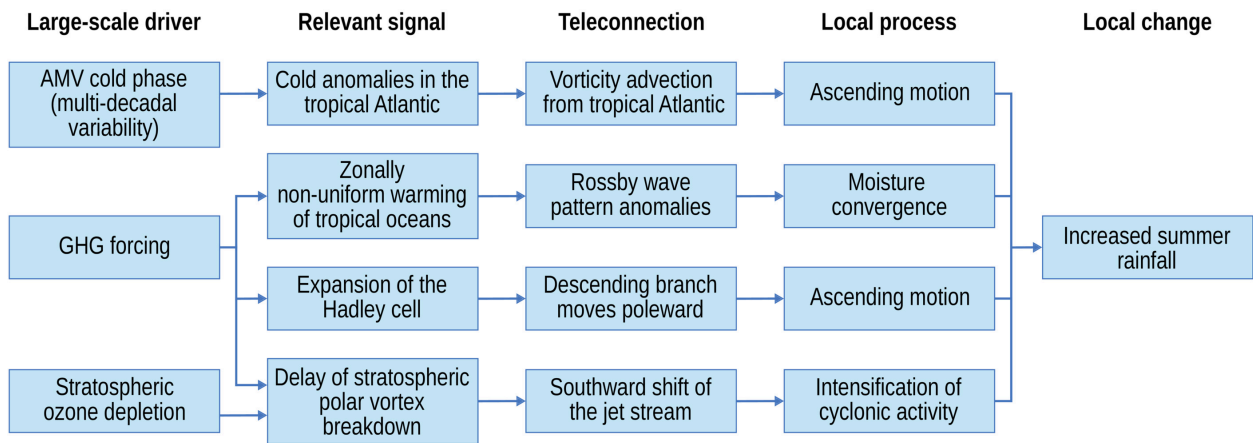 Large-scale driver
Relevant signal
Teleconnection
Local process
Local change
AMV cold phase
(multi-decadal
variability)
Cold anomalies in the
tropical Atlantic
Vorticity advection
from tropical Atlantic
Ascending motion
GHG forcing
Zonally
non-uniform warming
of tropical oceans
Rossby wave
pattern anomalies
Moisture
convergence
Increased summer
rainfall
Expansion of the
Hadley cell
Descending branch
moves poleward
Ascending motion
Stratospheric
ozone depletion
Delay of stratospheric
polar vortex
breakdown
Southward shift of
the jet stream
Intensification of
cyclonic activity